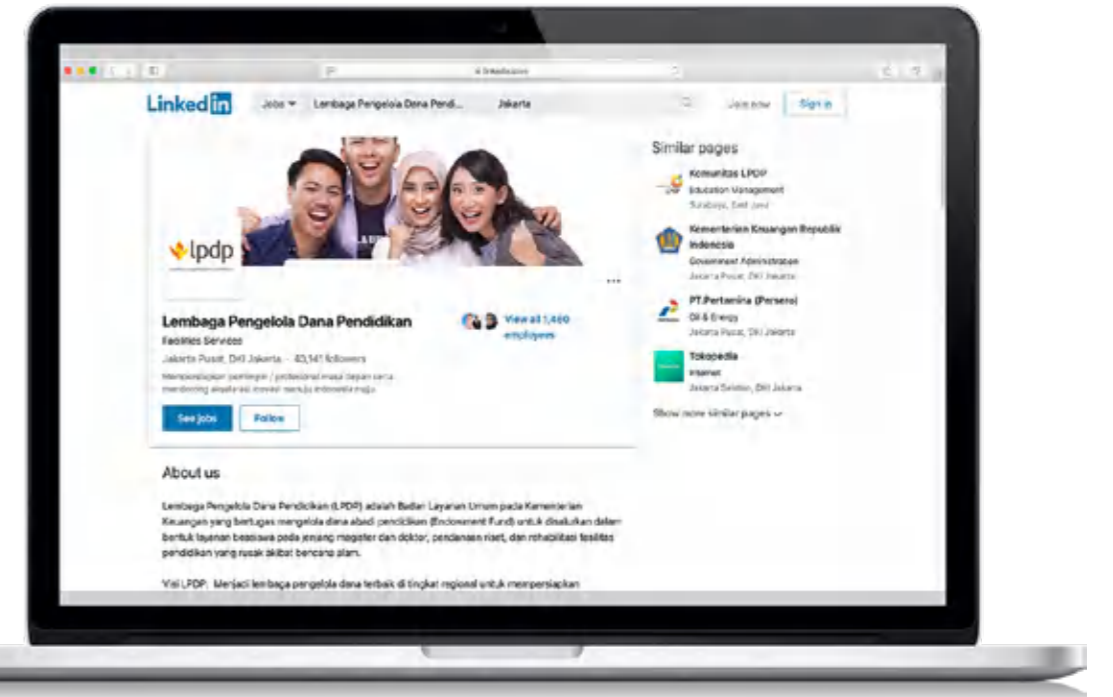 Linked in
Jobs
Lembaga Pengelola Dana Pendi...
Jakarta
Join now
Sign in
lpdp
Lembaga Pengelola Dana Pendidikan
Facilities Services
Jakarta Pusat, DKI Jakarta
followers
View all 1,460
employees
See jobs
Follow
Similar pages
Komunitas LPDP
Education Management
Kementerian Keuangan Republik
Indonesia
Government Administration
Jakarta Pusat, DKI Jakarta
PT.Pertamina (Persero)
Oil & Energy
Jakarta Pusat, DKI Jakarta
Tokopedia
Internet
Jakarta Selatan, DKI Jakarta
Show more similar pages
About us
Lembaga Pengelola Dana Pendidikan (LPDP) adalah Badan Layanan Umum pada Kementerian
Keuangan yang bertugas mengelola dana abadi pendidikan (Endowment Fund) untuk disalurkan dalam
bentuk layanan beasiswa pada jenjang magister dan doktor, pendanaan riset, dan rehabilitasi fasilitas
pendidikan yang rusak akibat bencana alam.
Visi LPDP: Menjadi lembaga pengelola dana terbaik di tingkat regional untuk mempersiapkan